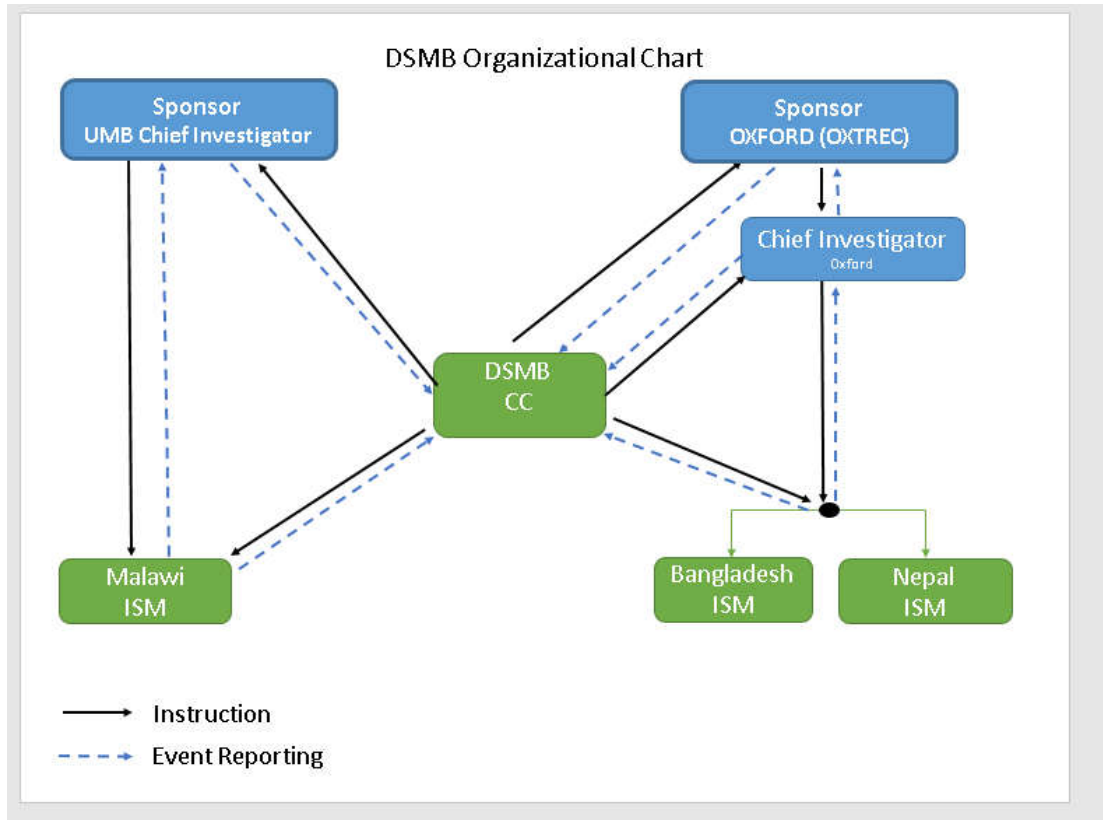 DSMB Organizational Chart
Sponsor
UMB Chief Investigator
Sponsor
OXFORD (OXTREC)
Chief Investigator
Oxford
DSMB
CC
Malawi
ISM
Bangladesh
ISM
Nepal
ISM
Instruction
Event Reporting